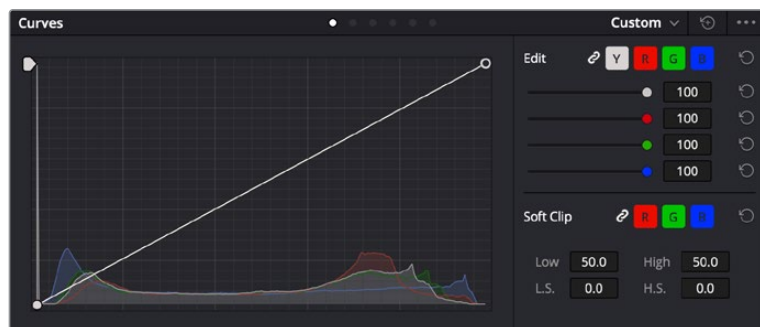 Curves
Custom
Edit Y R G B
100
100
100
100
Soft Clip R G B
Low 50.0 High 50.0
L.S. 0.0 H.S. 0.0